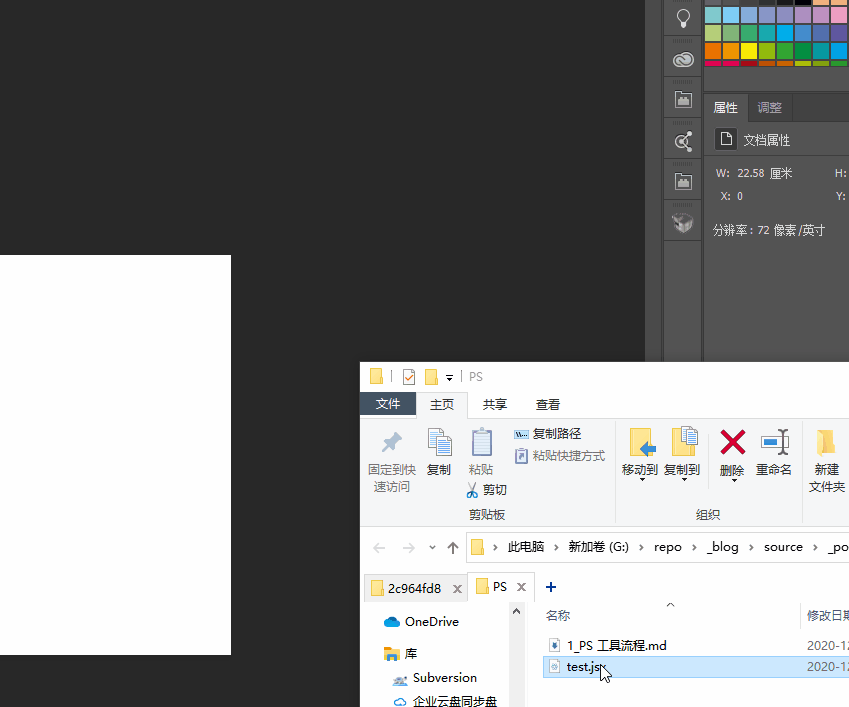 属性 调整
文档属性
W: 22.58 厘米 H:
X: 0 Y:
分辨率 : 72 像素 /英寸
PS
文件 主页 共享 查看
固定到快速访问
复制
粘贴
复制路径
粘贴快捷方式
剪切
移动到 复制到 删除 重命名
新建
文件夹
剪贴板 组织
此电脑 新加卷 (G:) repo _blog source _po
2c964fd8 x PS x +
OneDrive
库
Subversion
企业云盘同步盘
名称 修改日期
1_PS 工具流程.md 2020-12
test.jsx 2020-12